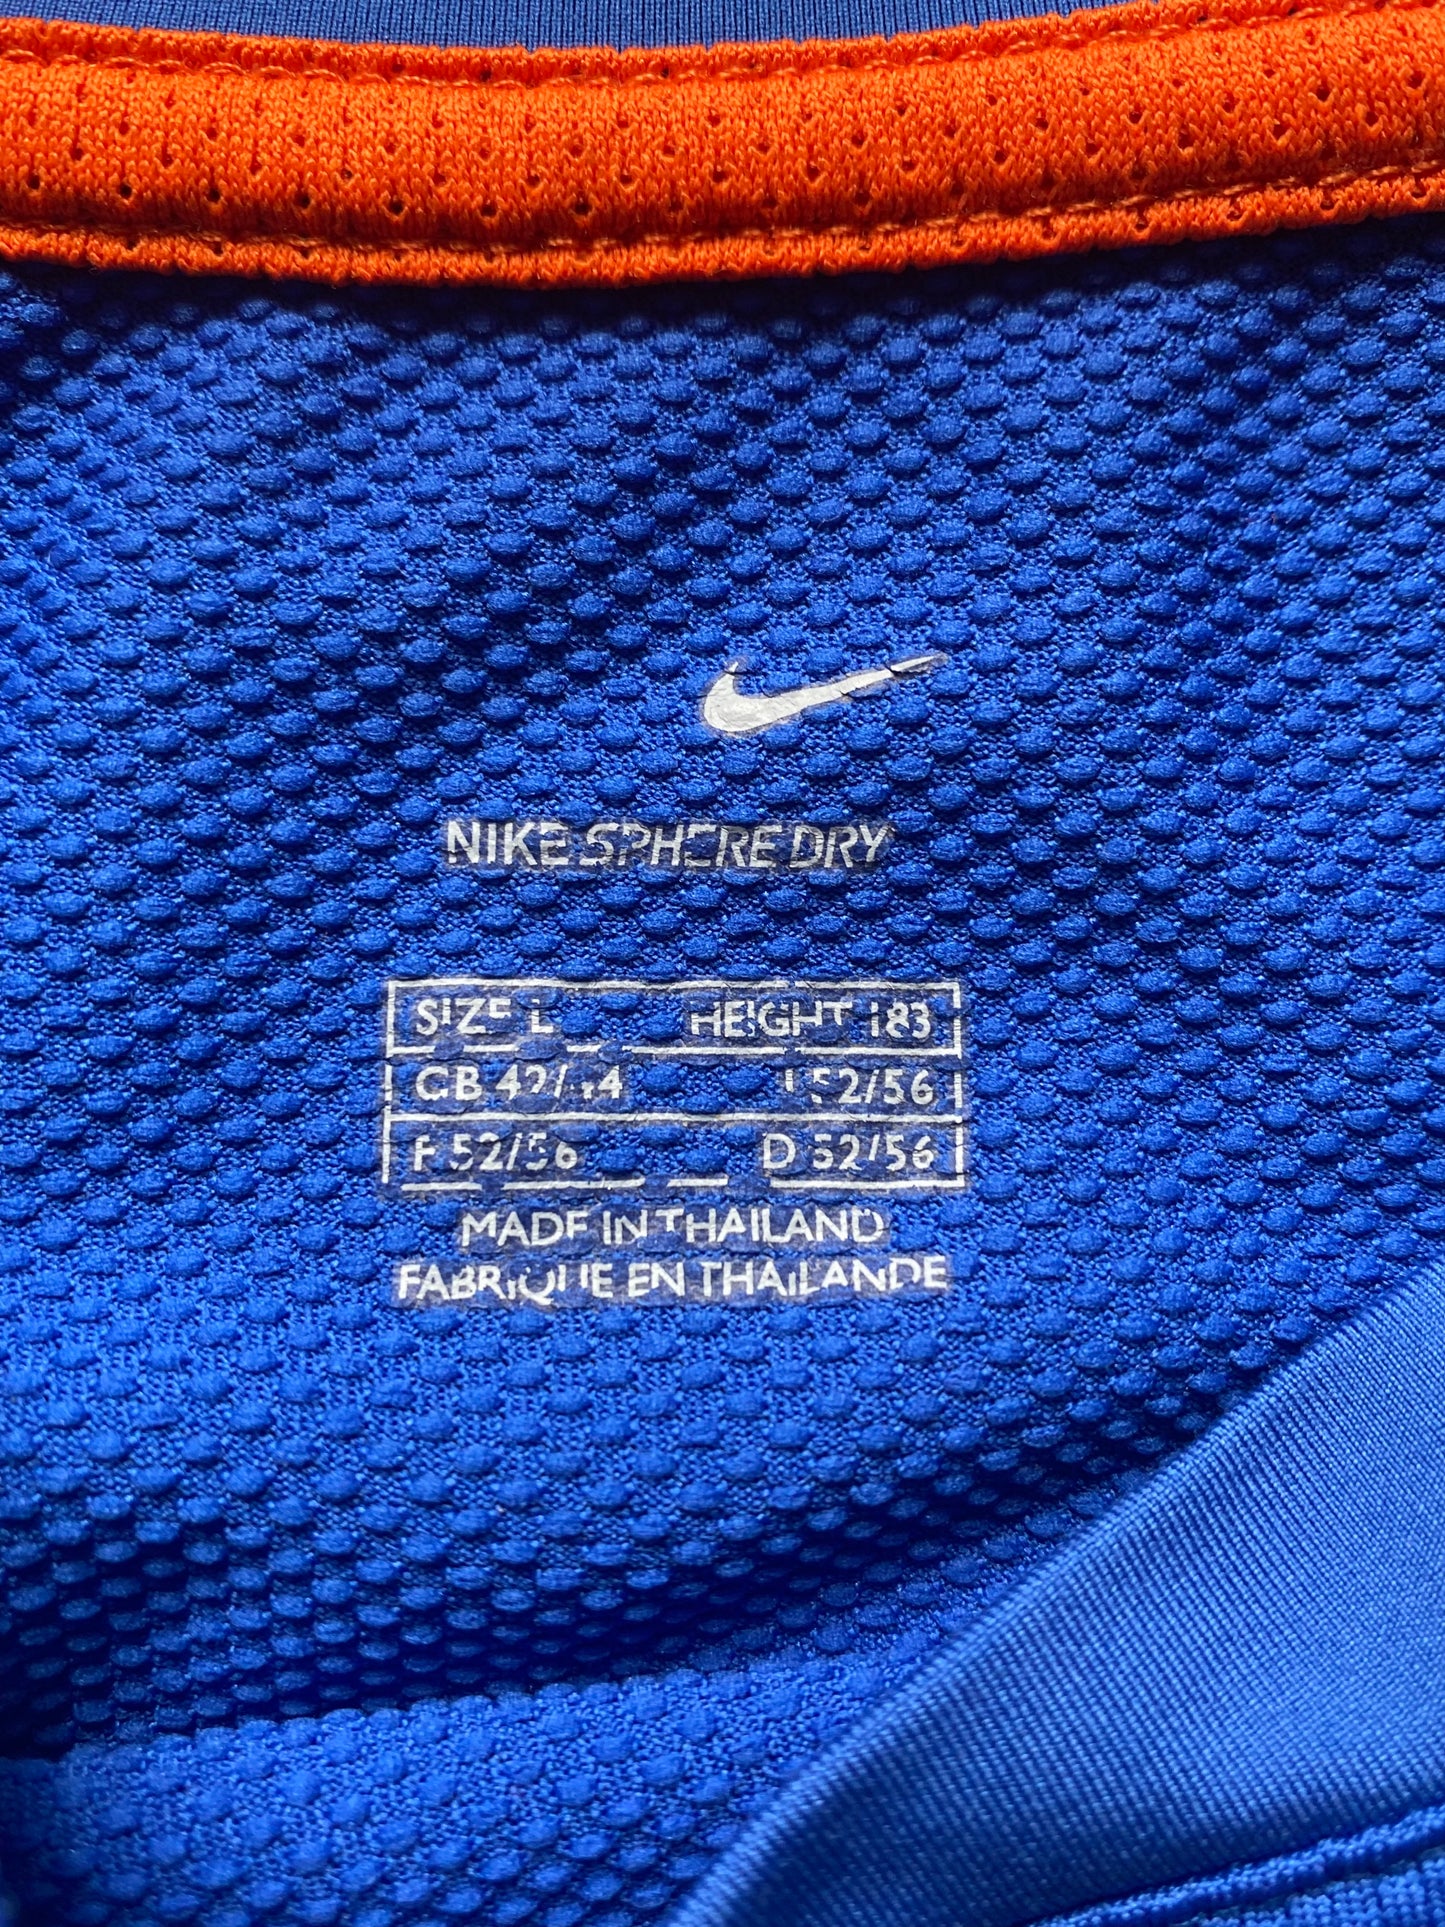 NIKE SPHERE DRY
SIZE L HEIGHT 183
GB 42/44 I 52/56
F 52/56 D 52/56
MADE IN THAILAND
FABRIQUE EN THAILANDE